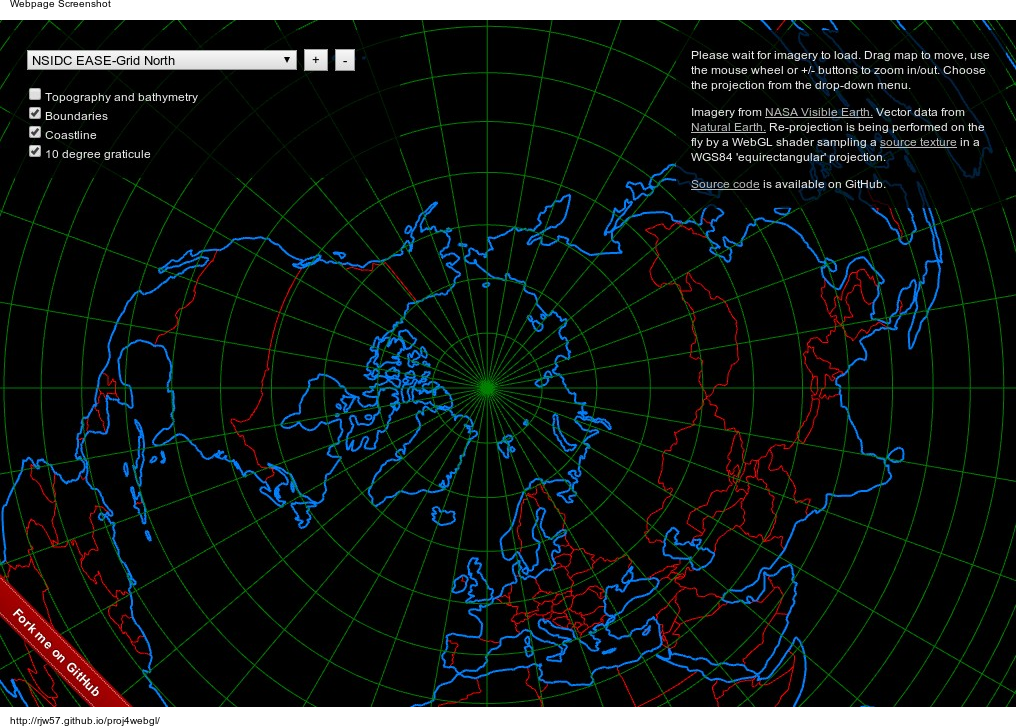 Webpage Screenshot
NSIDC EASE-Grid North
+
-
Topography and bathymetry
Boundaries
Coastline
10 degree graticule
Please wait for imagery to load. Drag map to move, use
the mouse wheel or +/- buttons to zoom in/out. Choose
the projection from the drop-down menu.
Imagery from NASA Visible Earth. Vector data from
Natural Earth. Re-projection is being performed on the
fly by a WebGL shader sampling a source texture in a
WGS84 'equirectangular' projection.
Source code is available on GitHub.
Fork me on GitHub
http://rjw57.github.io/proj4webgl/